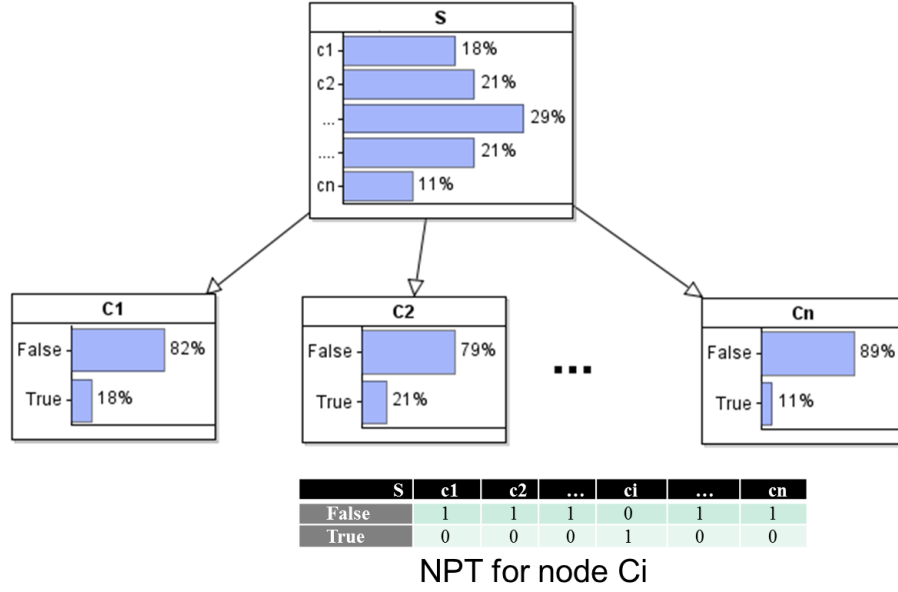 S
c1 18%
c2 21%
... 29%
.... 21%
cn 11%
C1
False 82%
True 18%
C2
False 79%
True 21%
...
Cn
False 89%
True 11%
S c1 c2 … ci … cn
False 1 1 1 0 1 1
True 0 0 0 1 0 0
NPT for node Ci